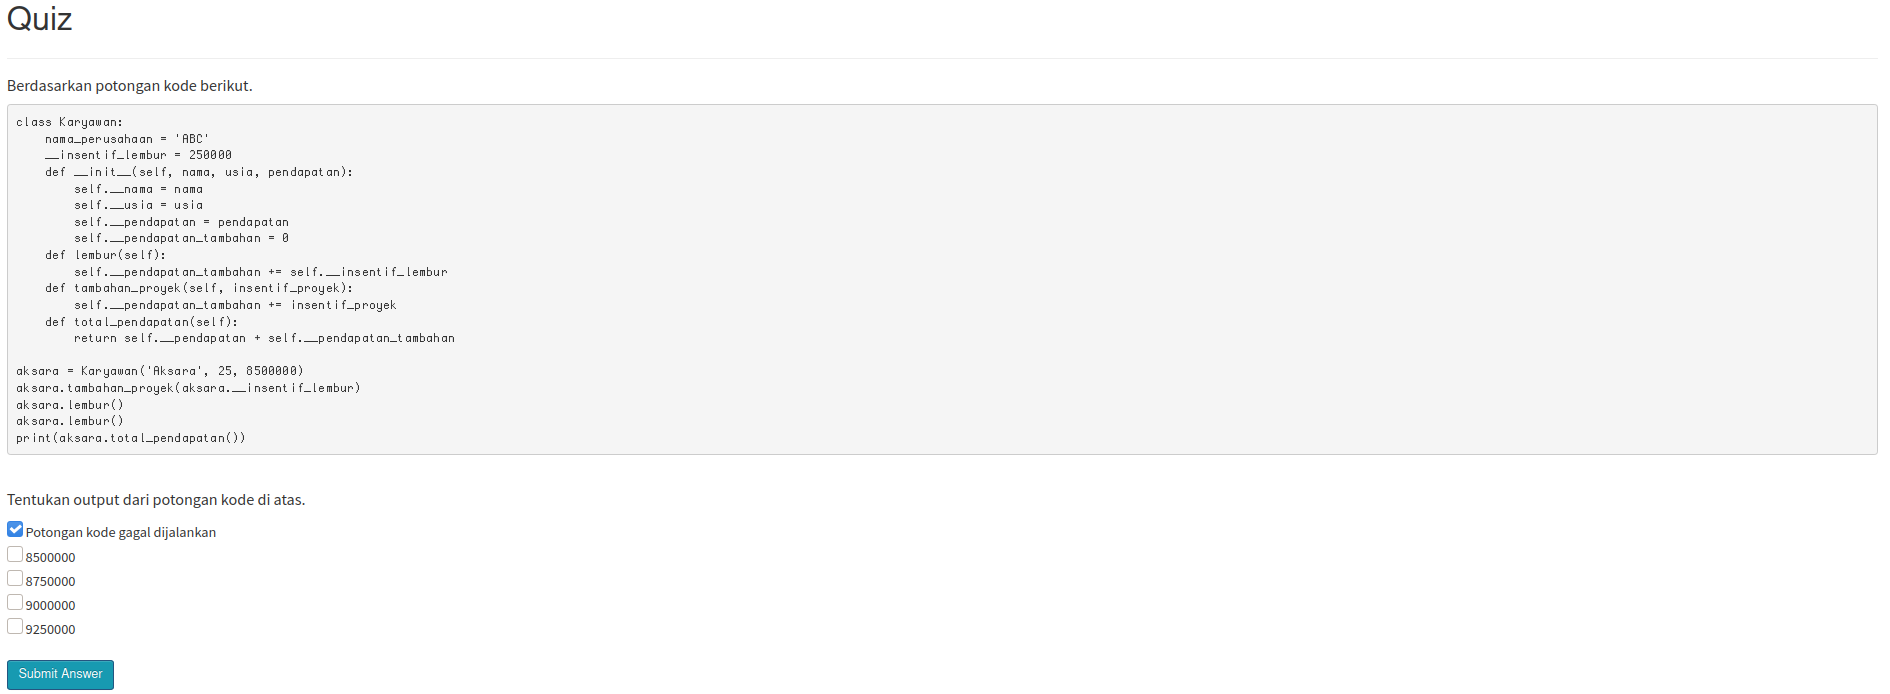 Quiz
Berdasarkan potongan kode berikut.
class Karyawan:
    nama_perusahaan = 'ABC'
    __insentif_lembur = 250000
    def __init__(self, nama, usia, pendapatan):
        self.__nama = nama
        self.__usia = usia
        self.__pendapatan = pendapatan
        self.__pendapatan_tambahan = 0
    def lembur(self):
        self.__pendapatan_tambahan += self.__insentif_lembur
    def tambahan_proyek(self, insentif_proyek):
        self.__pendapatan_tambahan += insentif_proyek
    def total_pendapatan(self):
        return self.__pendapatan + self.__pendapatan_tambahan
aksara = Karyawan('Aksara', 25, 8500000)
aksara.tambahan_proyek(aksara.__insentif_lembur)
aksara.lembur()
aksara.lembur()
print(aksara.total_pendapatan())
Tentukan output dari potongan kode di atas.
Potongan kode gagal dijalankan
8500000
8750000
9000000
9250000
Submit Answer